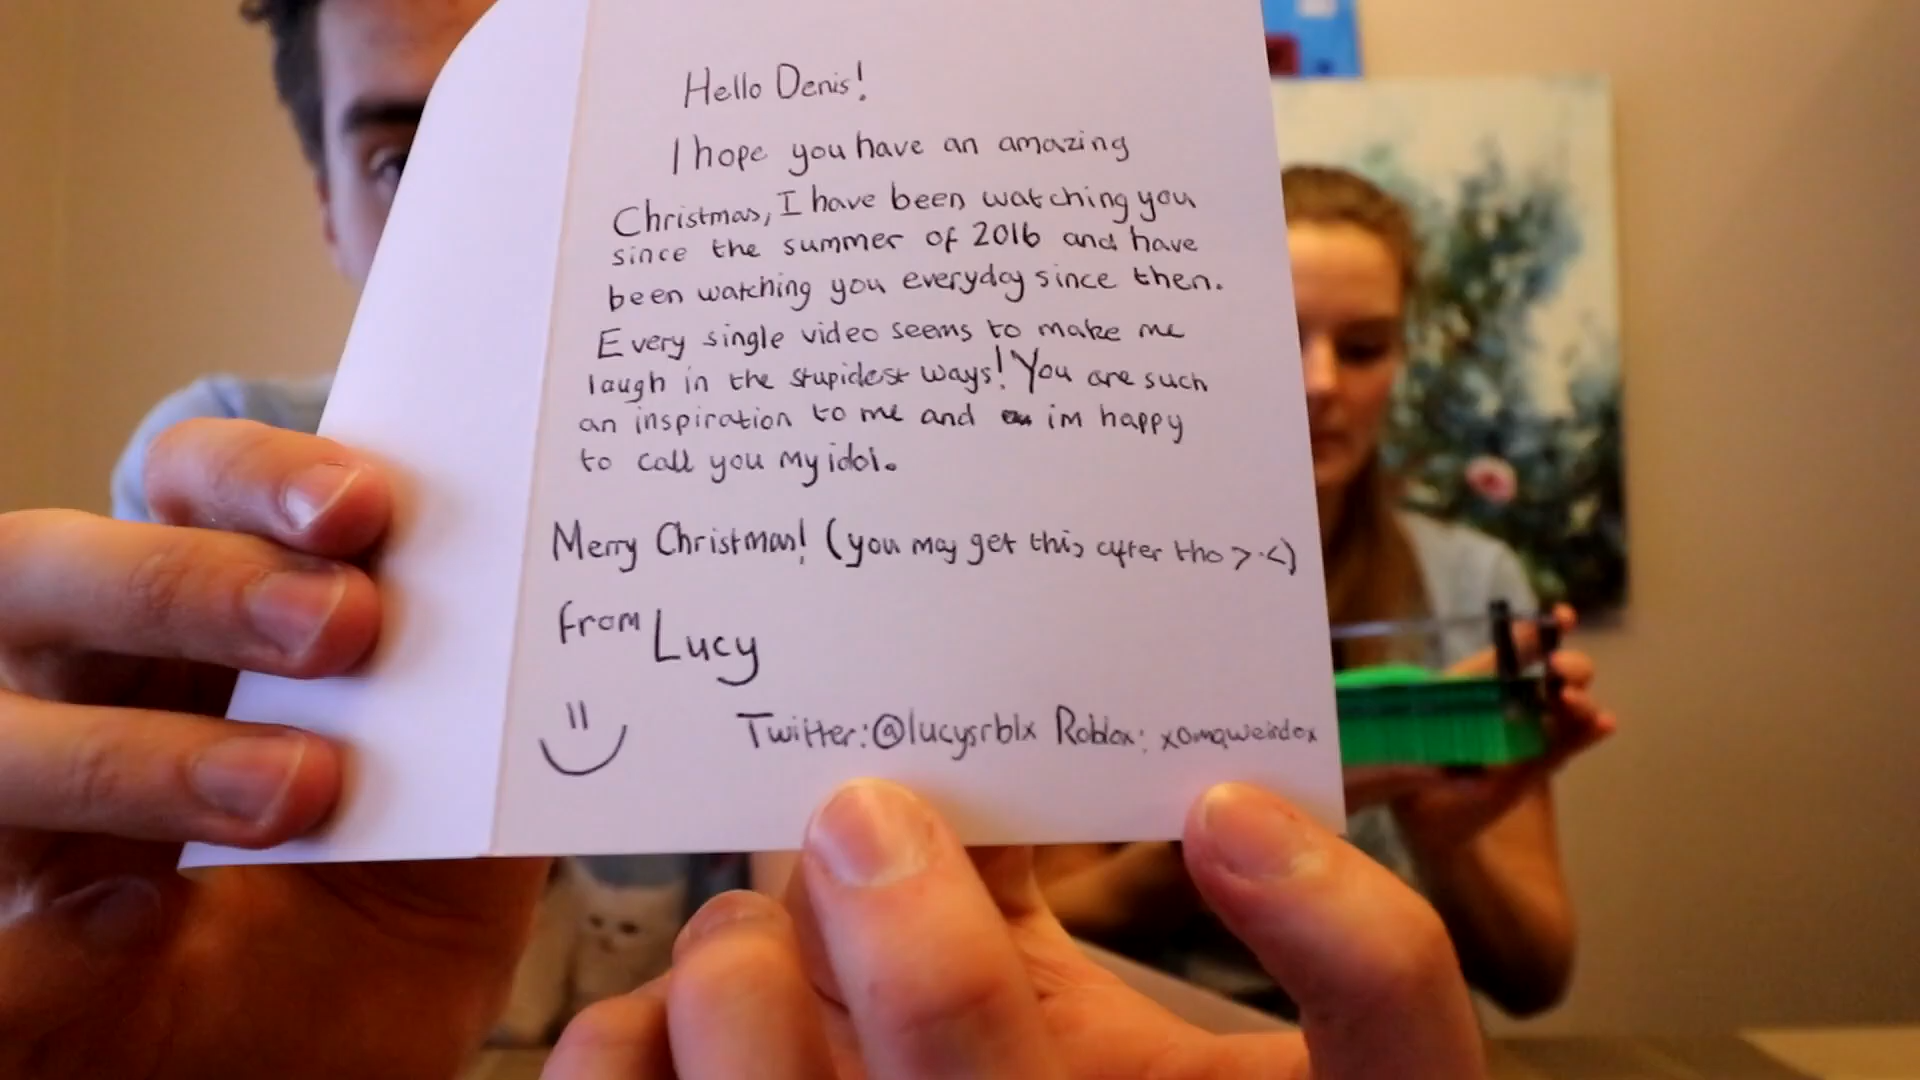 Hello Denis!
I hope you have an amazing
Christmas, I have been watching you
since the summer of 2016 and have
been watching you everyday since then.
Every single video seems to make me
laugh in the stupidest ways! You are such
an inspiration to me and im happy
to call you my idol.
Merry Christmas! (you may get this after tho >.<)
from Lucy
Twitter: @lucysrblx Roblox: xomqweirdox